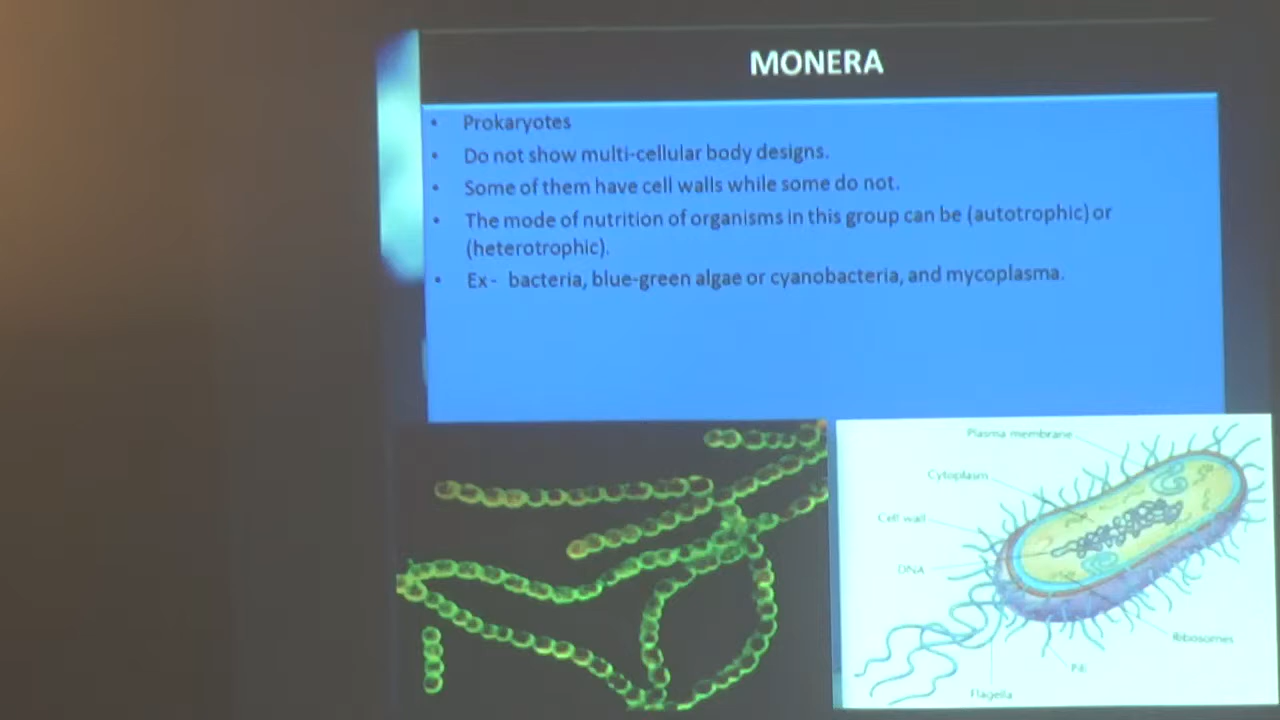 MONERA
• Prokaryotes
• Do not show multi-cellular body designs.
• Some of them have cell walls while some do not.
• The mode of nutrition of organisms in this group can be (autotrophic) or
(heterotrophic).
• Ex - bacteria, blue-green algae or cyanobacteria, and mycoplasma.
Plasma membrane
Cytoplasm
Cell wall
DNA
Ribosomes
Pili
Flagella